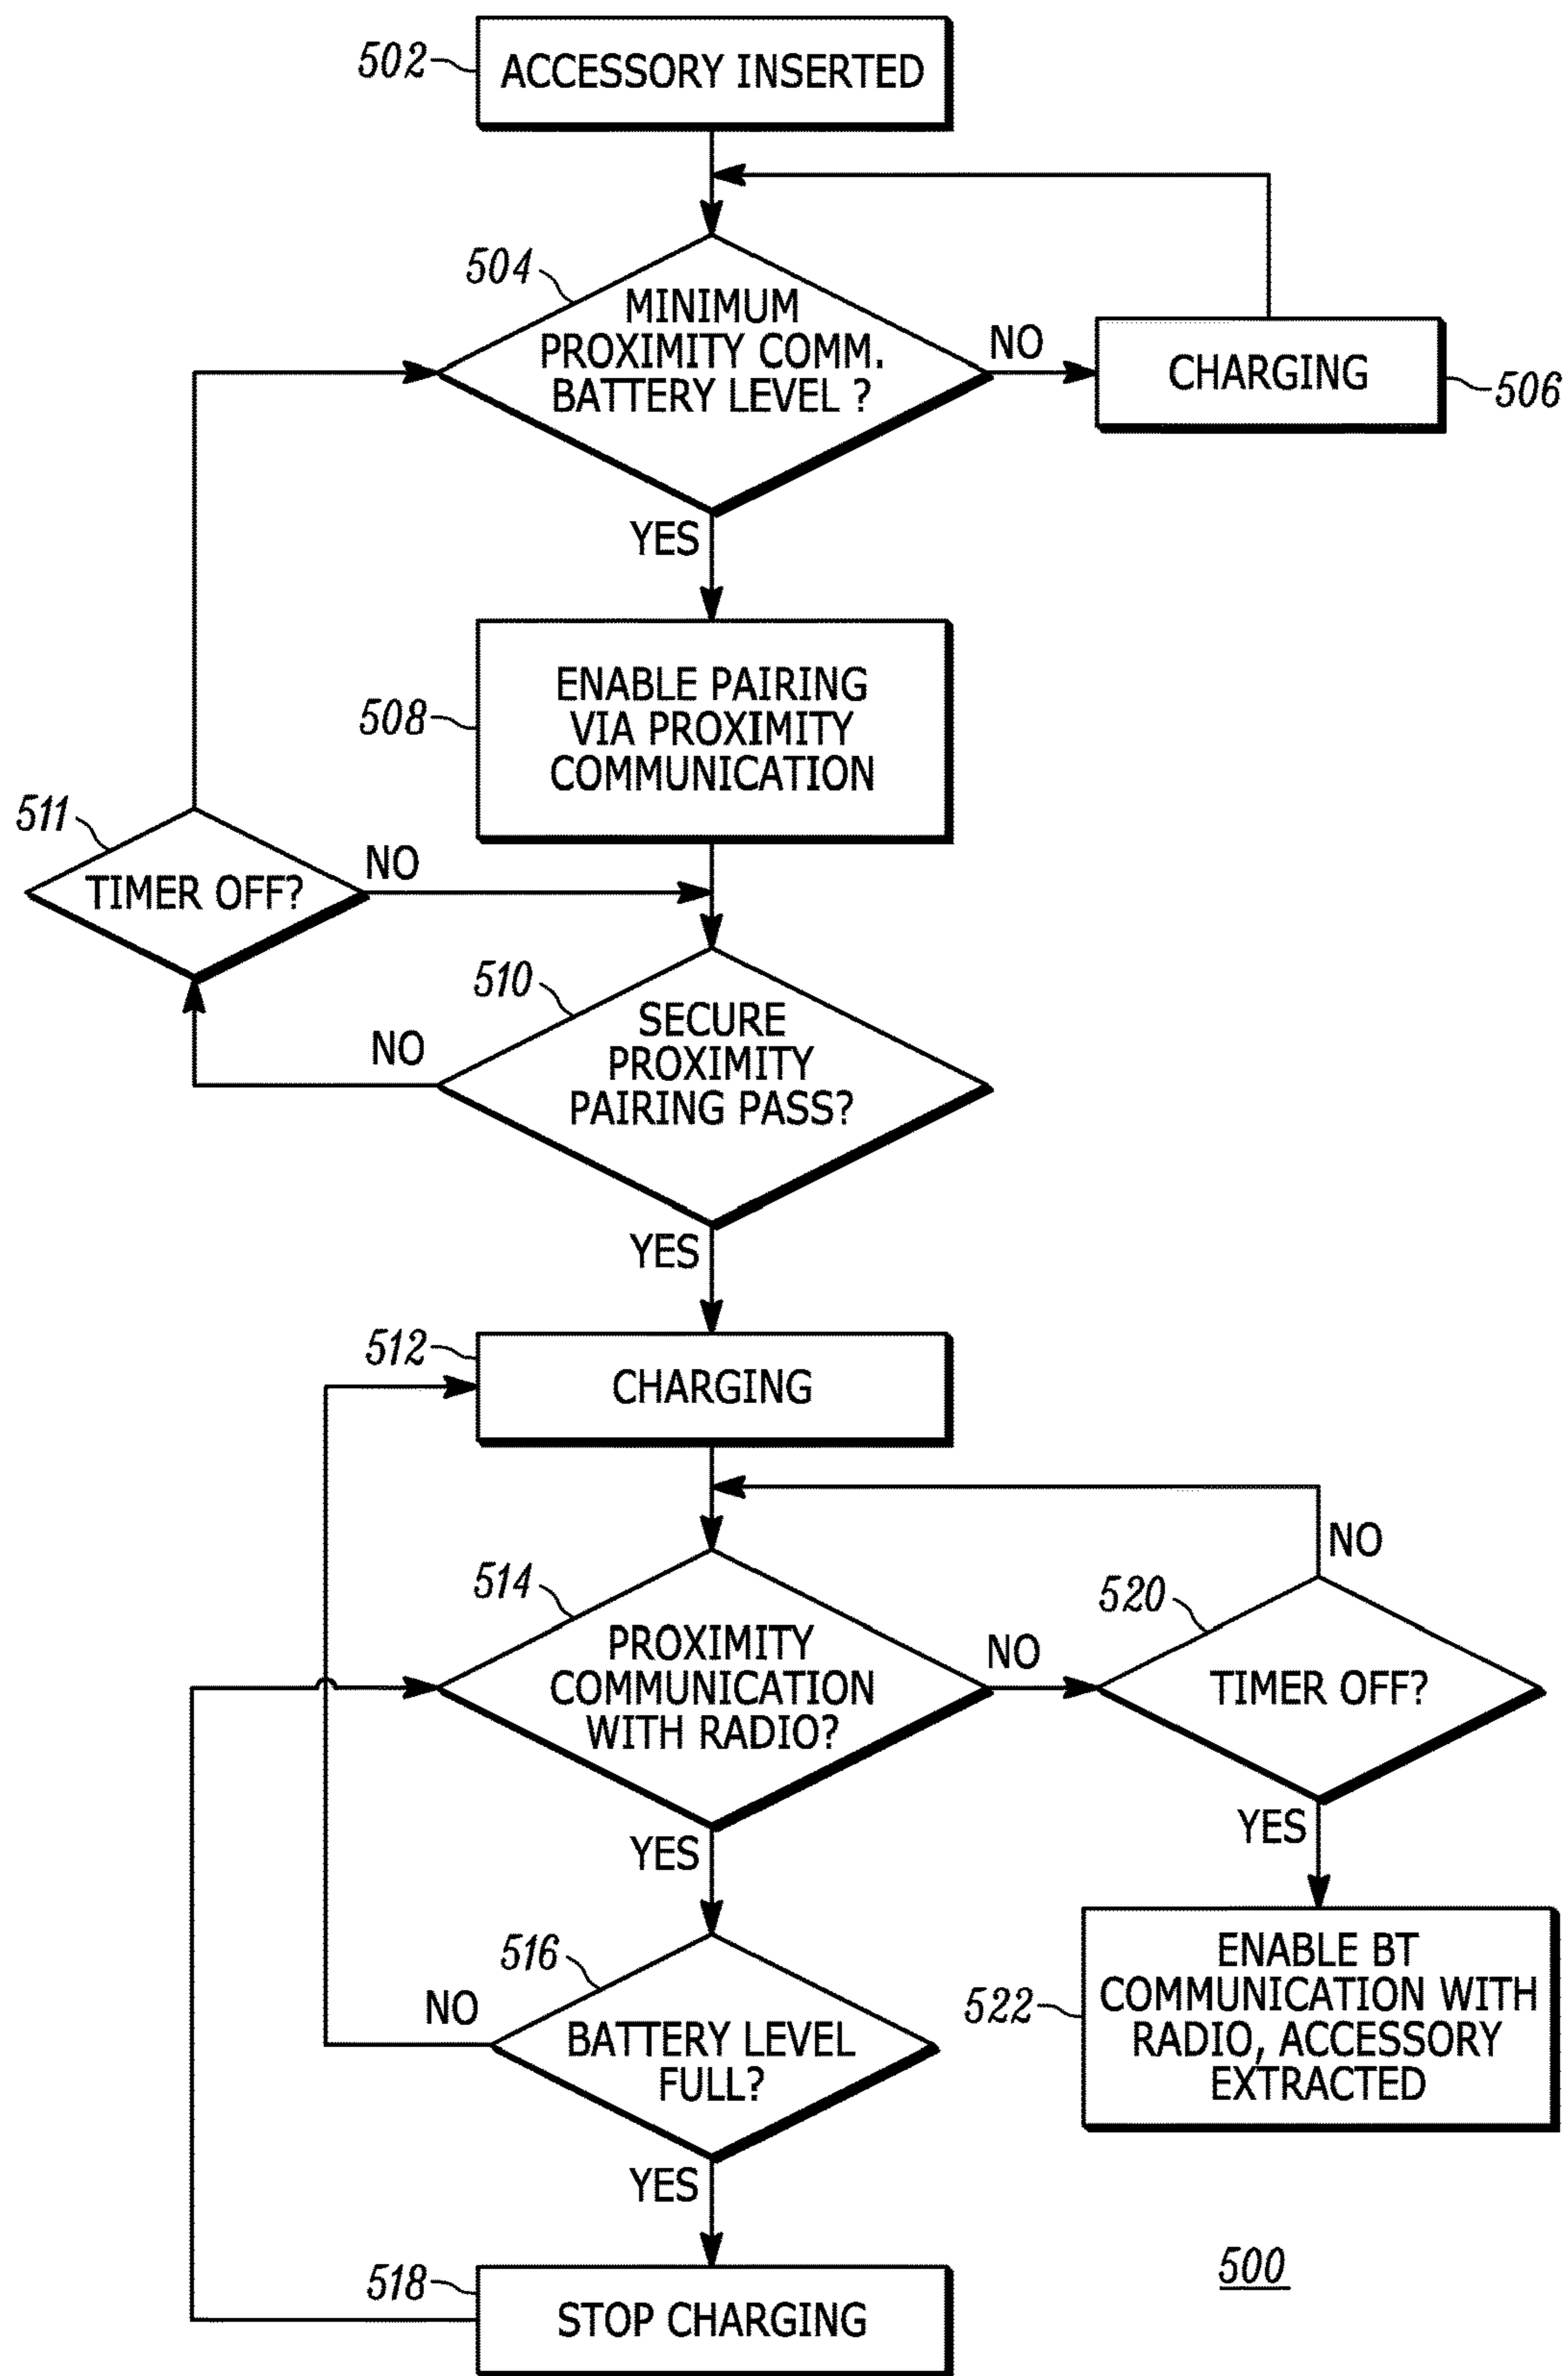 502
ACCESSORY INSERTED
504
MINIMUM
PROXIMITY COMM.
BATTERY LEVEL ?
NO
CHARGING
506
YES
508
ENABLE PAIRING
VIA PROXIMITY
COMMUNICATION
511
TIMER OFF?
NO
510
SECURE
PROXIMITY
PAIRING PASS?
NO
YES
512
CHARGING
514
PROXIMITY
COMMUNICATION
WITH RADIO?
NO
520
TIMER OFF?
NO
YES
YES
516
BATTERY LEVEL
FULL?
NO
522
ENABLE BT
COMMUNICATION WITH
RADIO, ACCESSORY
EXTRACTED
YES
518
STOP CHARGING
500